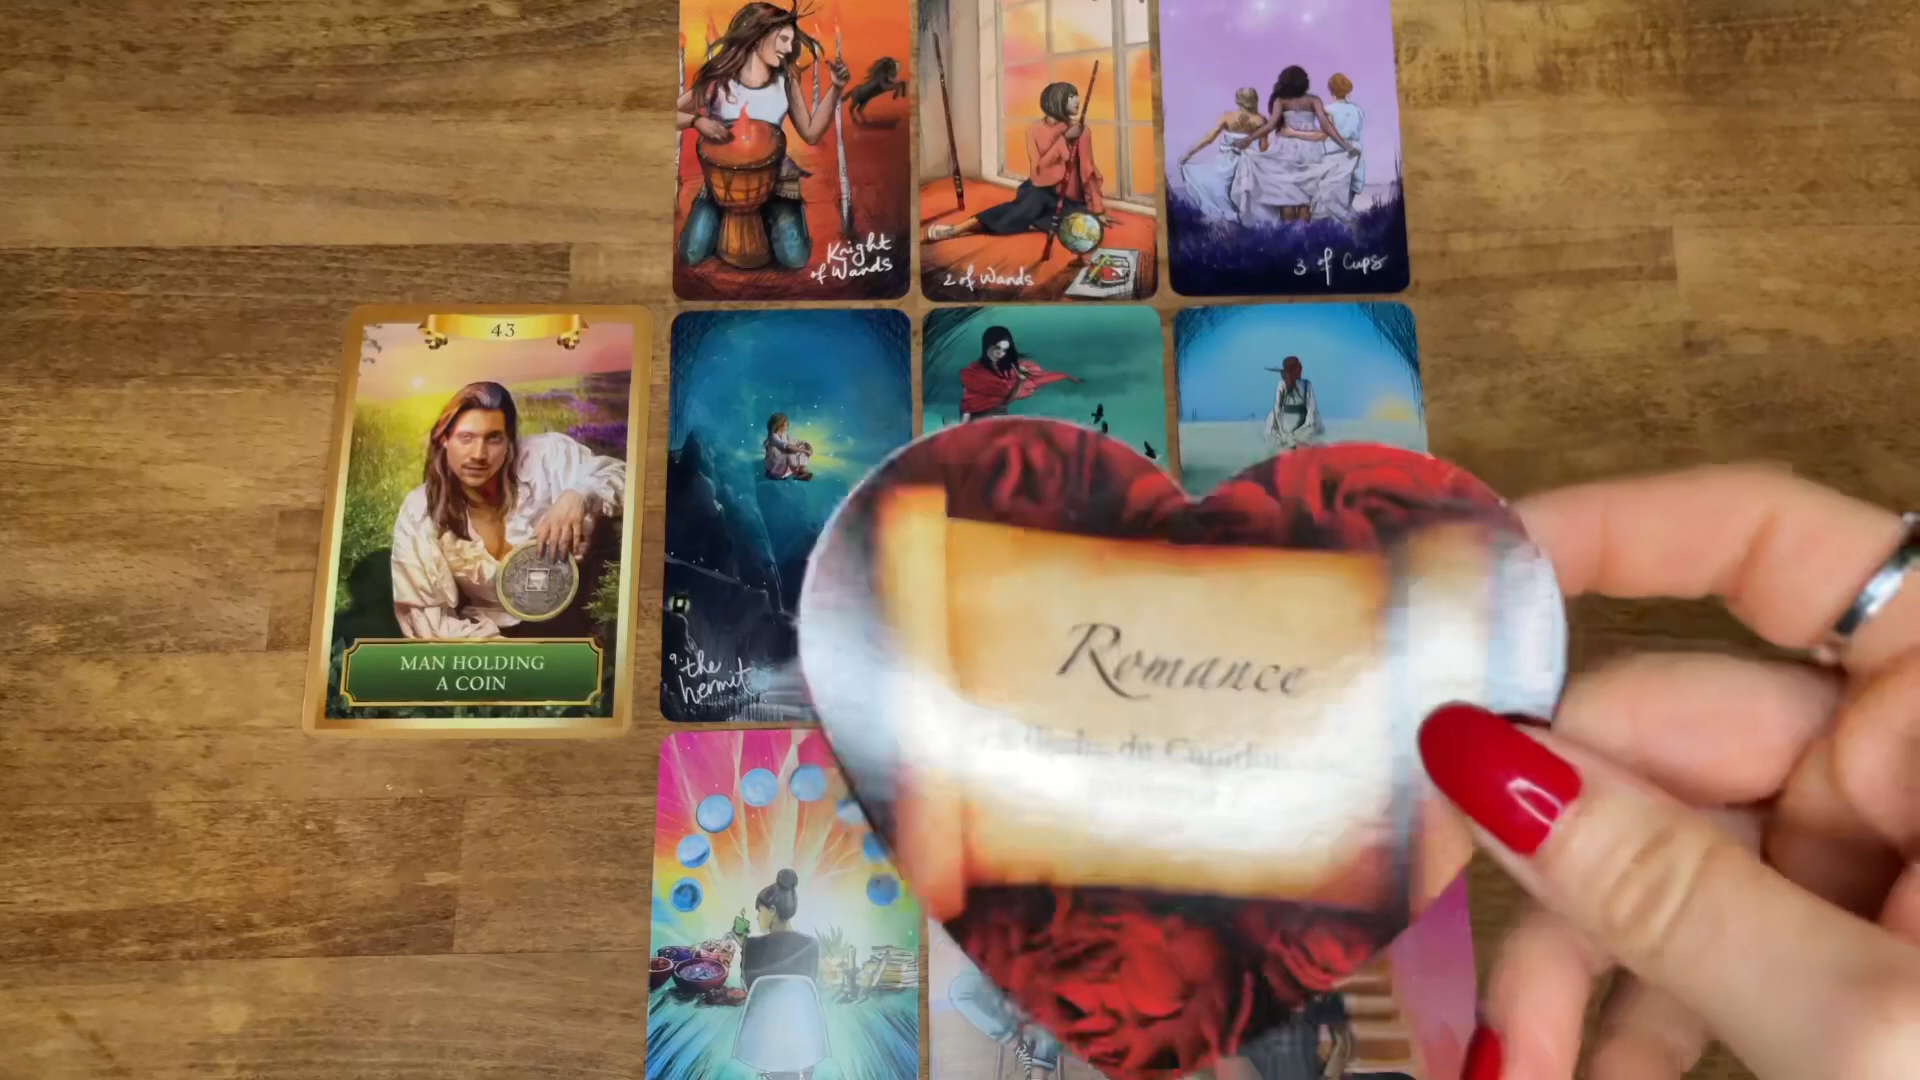 Knight
of Wands
2 of Wands
3 of Cups
43
MAN HOLDING
A COIN
9. the
hermit
Romance